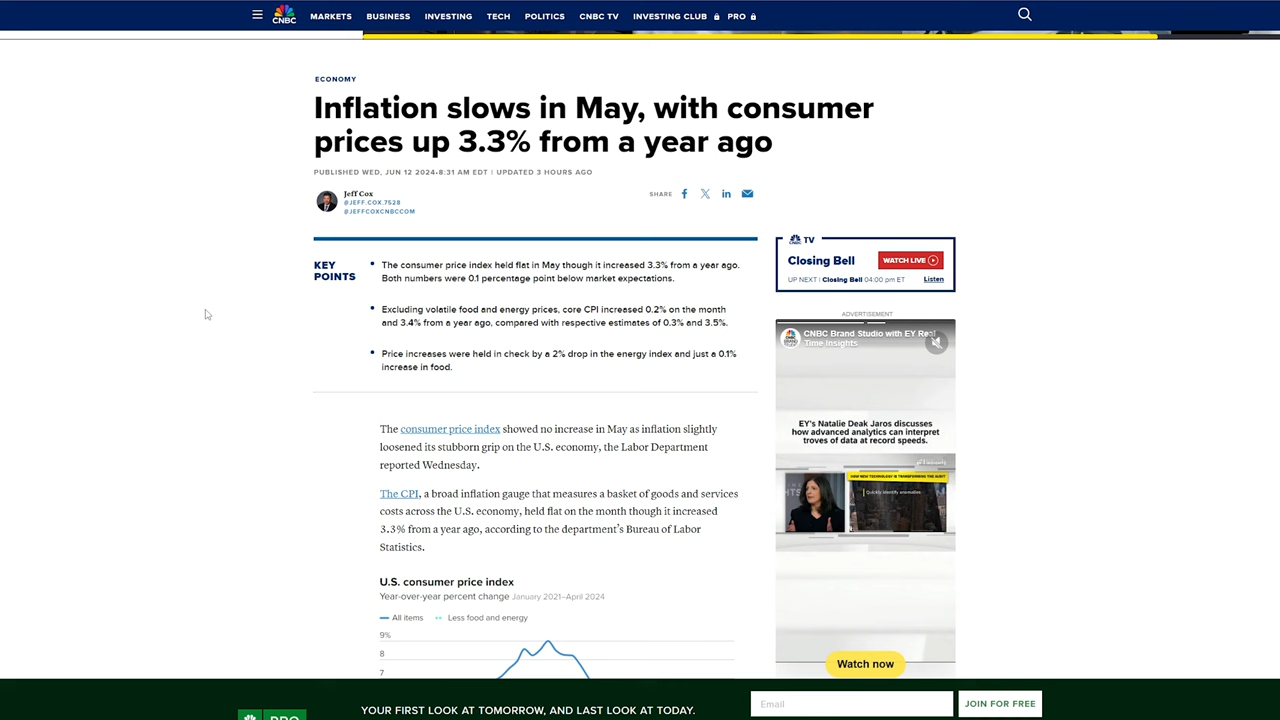 CNBC
MARKETS BUSINESS INVESTING TECH POLITICS CNBC TV INVESTING CLUB PRO
ECONOMY
Inflation slows in May, with consumer
prices up 3.3% from a year ago
PUBLISHED WED, JUN 12 2024•8:31 AM EDT | UPDATED 3 HOURS AGO
Jeff Cox
@JEFF.COX.7528
@JEFFCOXCNBCCOM
SHARE
KEY
POINTS
The consumer price index held flat in May though it increased 3.3% from a year ago.
Both numbers were 0.1 percentage point below market expectations.
Excluding volatile food and energy prices, core CPI increased 0.2% on the month
and 3.4% from a year ago, compared with respective estimates of 0.3% and 3.5%.
Price increases were held in check by a 2% drop in the energy index and just a 0.1%
increase in food.
The consumer price index showed no increase in May as inflation slightly
loosened its stubborn grip on the U.S. economy, the Labor Department
reported Wednesday.
The CPI, a broad inflation gauge that measures a basket of goods and services
costs across the U.S. economy, held flat on the month though it increased
3.3% from a year ago, according to the department's Bureau of Labor
Statistics.
U.S. consumer price index
Year-over-year percent change January 2021–April 2024
All items Less food and energy
9%
8
7
TV
Closing Bell WATCH LIVE
UP NEXT | Closing Bell 04:00 pm ET Listen
ADVERTISEMENT
CNBC Brand Studio with EY Real
Time Insights
EY's Natalie Deak Jaros discusses
how advanced analytics can interpret
troves of data at record speeds.
HOW NEW TECHNOLOGY IS TRANSFORMING THE AUDIT
Quickly identify anomalies
Watch now
PRO
YOUR FIRST LOOK AT TOMORROW, AND LAST LOOK AT TODAY.
Email
JOIN FOR FREE